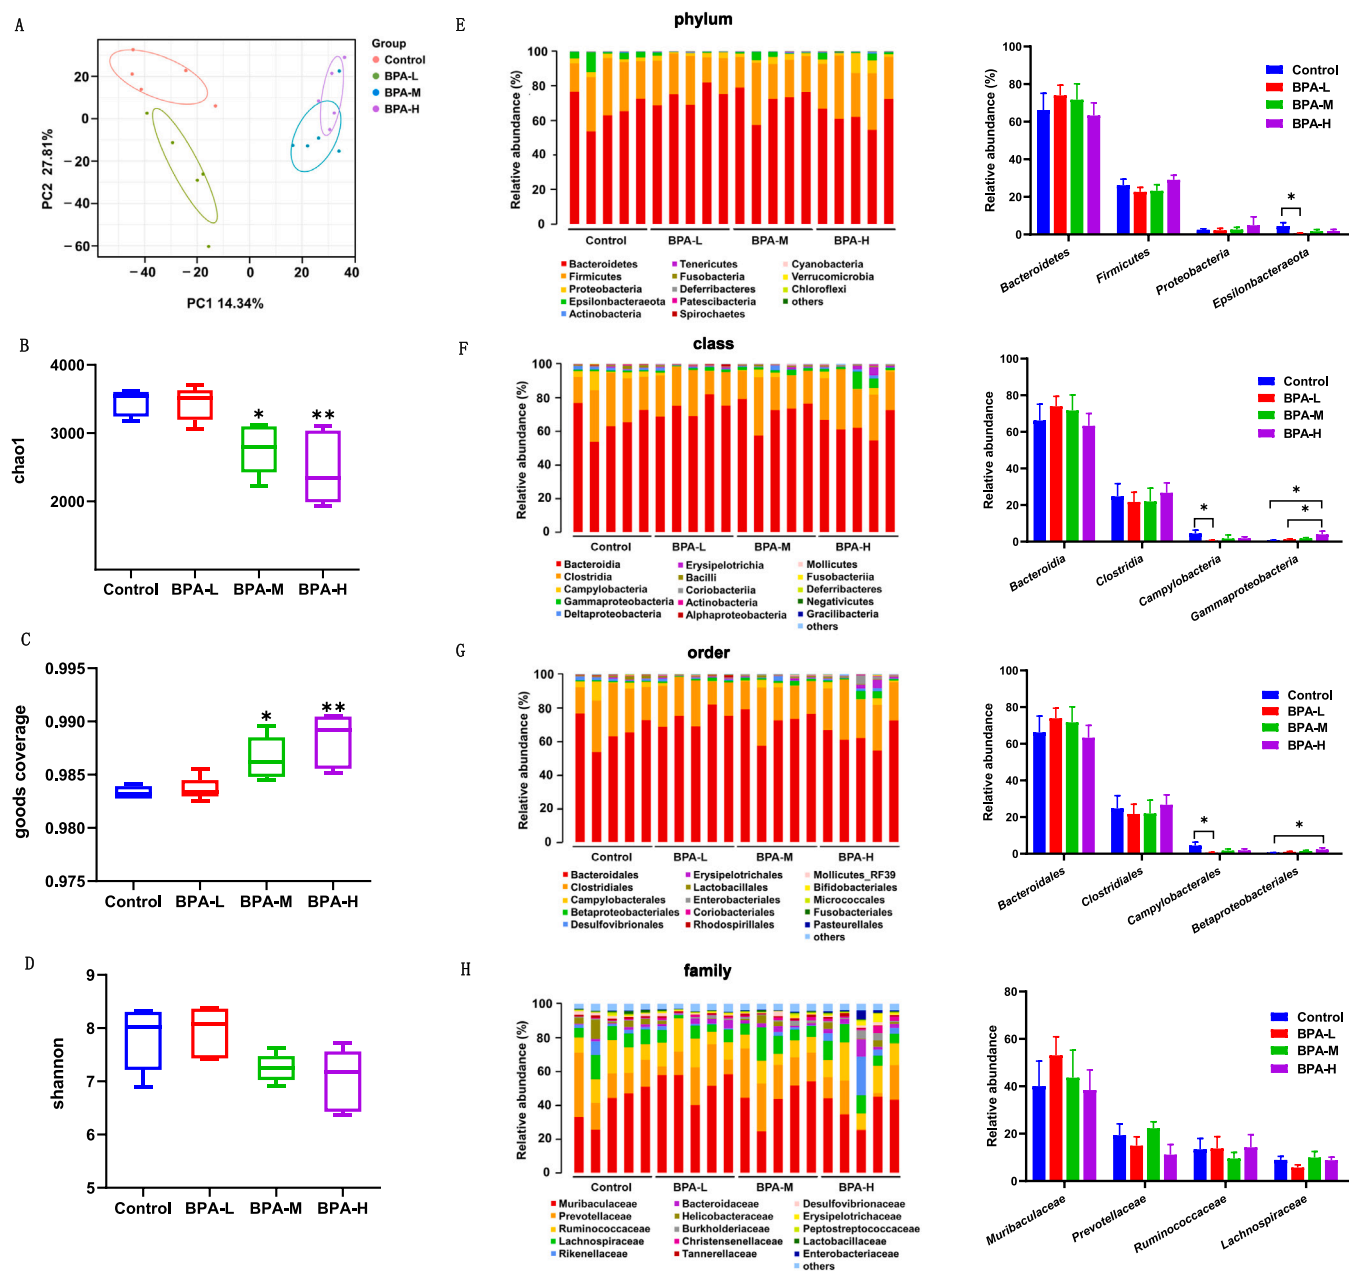 A
Group
Control
BPA-L
BPA-M
BPA-H
PC2 27.81%
20
0
−20
−40
−60
−40
−20
0
20
40
PC1 14.34%
B
chao1
4000
3000
2000
*
**
Control BPA-L BPA-M BPA-H
C
goods coverage
0.995
0.990
0.985
0.980
0.975
*
**
Control BPA-L BPA-M BPA-H
D
shannon
9
8
7
6
5
Control BPA-L BPA-M BPA-H
E
phylum
Relative abundance (%)
100
80
60
40
20
0
Control BPA-L BPA-M BPA-H
Bacteroidetes Tenericutes Cyanobacteria
Firmicutes Fusobacteria Verrucomicrobia
Proteobacteria Deferribacteres Chloroflexi
Epsilonbacteraeota Patescibacteria others
Actinobacteria Spirochaetes
Relative abundance (%)
100
80
60
40
20
0
Control
BPA-L
BPA-M
BPA-H
*
Bacteroidetes
Firmicutes
Proteobacteria
Epsilonbacteraeota
F
class
Relative abundance (%)
100
80
60
40
20
0
Control BPA-L BPA-M BPA-H
Bacteroidia Erysipelotrichia Mollicutes
Clostridia Bacilli Fusobacteriia
Campylobacteria Coriobacteriia Deferribacteres
Gammaproteobacteria Actinobacteria Negativicutes
Deltaproteobacteria Alphaproteobacteria Gracilibacteria
others
Relative abundance
100
80
60
40
20
0
Control
BPA-L
BPA-M
BPA-H
*
*
*
Bacteroidia
Clostridia
Campylobacteria
Gammaproteobacteria
G
order
Relative abundance (%)
100
80
60
40
20
0
Control BPA-L BPA-M BPA-H
Bacteroidales Erysipelotrichales Mollicutes_RF39
Clostridiales Lactobacillales Bifidobacteriales
Campylobacterales Enterobacteriales Micrococcales
Betaproteobacteriales Coriobacteriales Fusobacteriales
Desulfovibrionales Rhodospirillales Pasteurellales
others
Relative abundance
100
80
60
40
20
0
Control
BPA-L
BPA-M
BPA-H
*
*
Bacteroidales
Clostridiales
Campylobacterales
Betaproteobacteriales
H
family
Relative abundance (%)
100
80
60
40
20
0
Control BPA-L BPA-M BPA-H
Muribaculaceae Bacteroidaceae Desulfovibrionaceae
Prevotellaceae Helicobacteraceae Erysipelotrichaceae
Ruminococcaceae Burkholderiaceae Peptostreptococcaceae
Lachnospiraceae Christensenellaceae Lactobacillaceae
Rikenellaceae Tannerellaceae Enterobacteriaceae
others
Relative abundance
80
60
40
20
0
Control
BPA-L
BPA-M
BPA-H
Muribaculaceae
Prevotellaceae
Ruminococcaceae
Lachnospiraceae